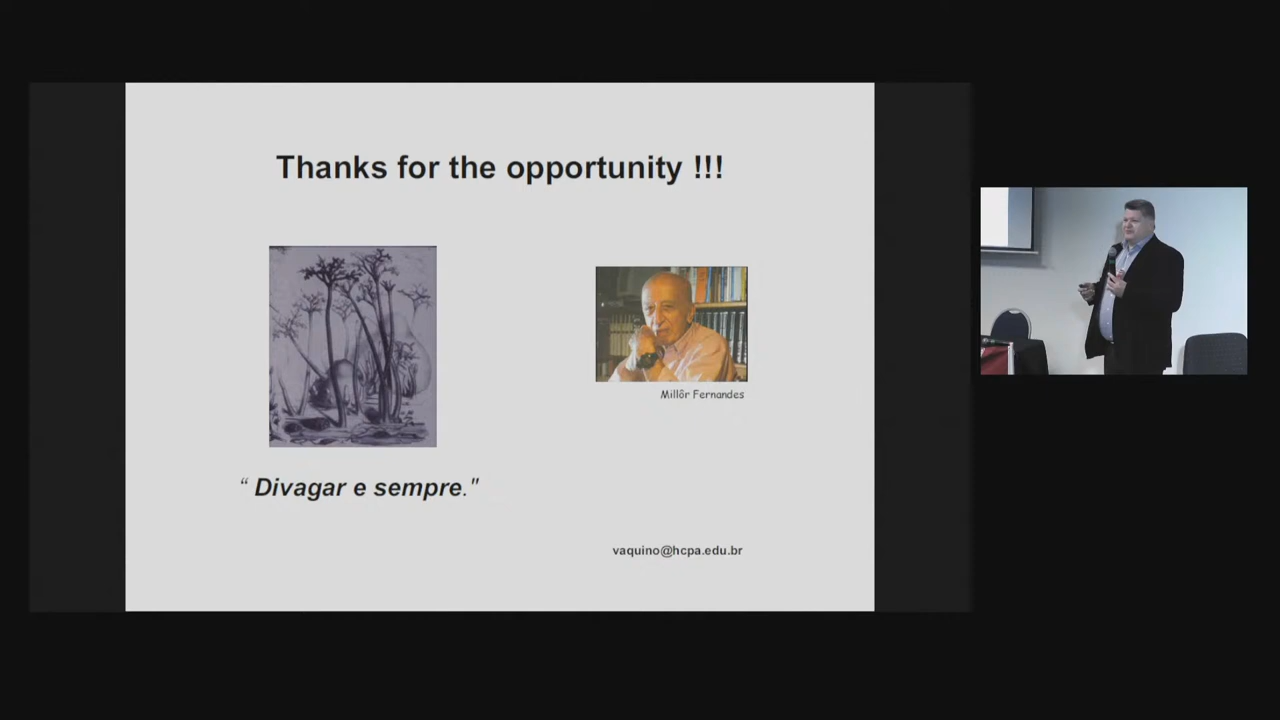 Thanks for the opportunity !!!
Millôr Fernandes
“ Divagar e sempre."
vaquino@hcpa.edu.br